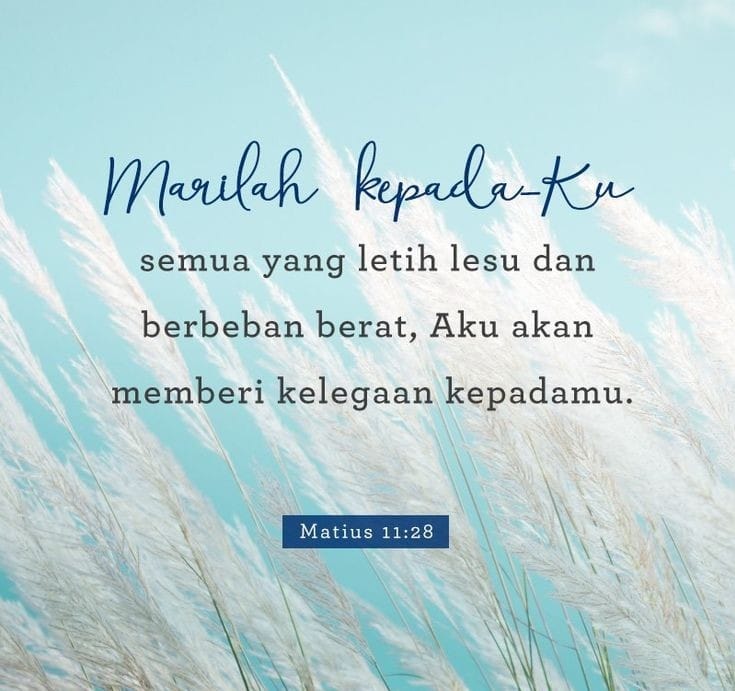 Marilah kepada-Ku
semua yang letih lesu dan
berbeban berat, Aku akan
memberi kelegaan kepadamu.
Matius 11:28